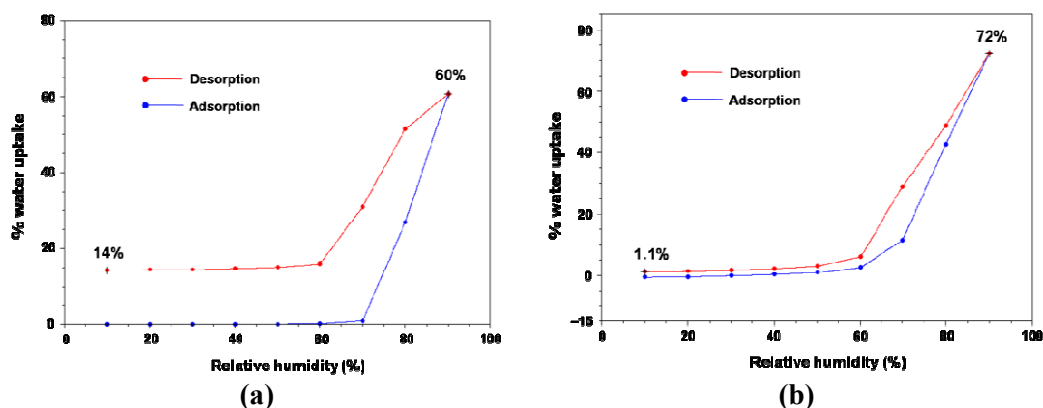 80
60
40
20
0
% water uptake
Desorption
Adsorption
60%
14%
0 20 40 60 80 100
Relative humidity (%)
(a)
80
60
40
20
0
–15
% water uptake
Desorption
Adsorption
72%
1.1%
0 20 40 60 80 100
Relative humidity (%)
(b)